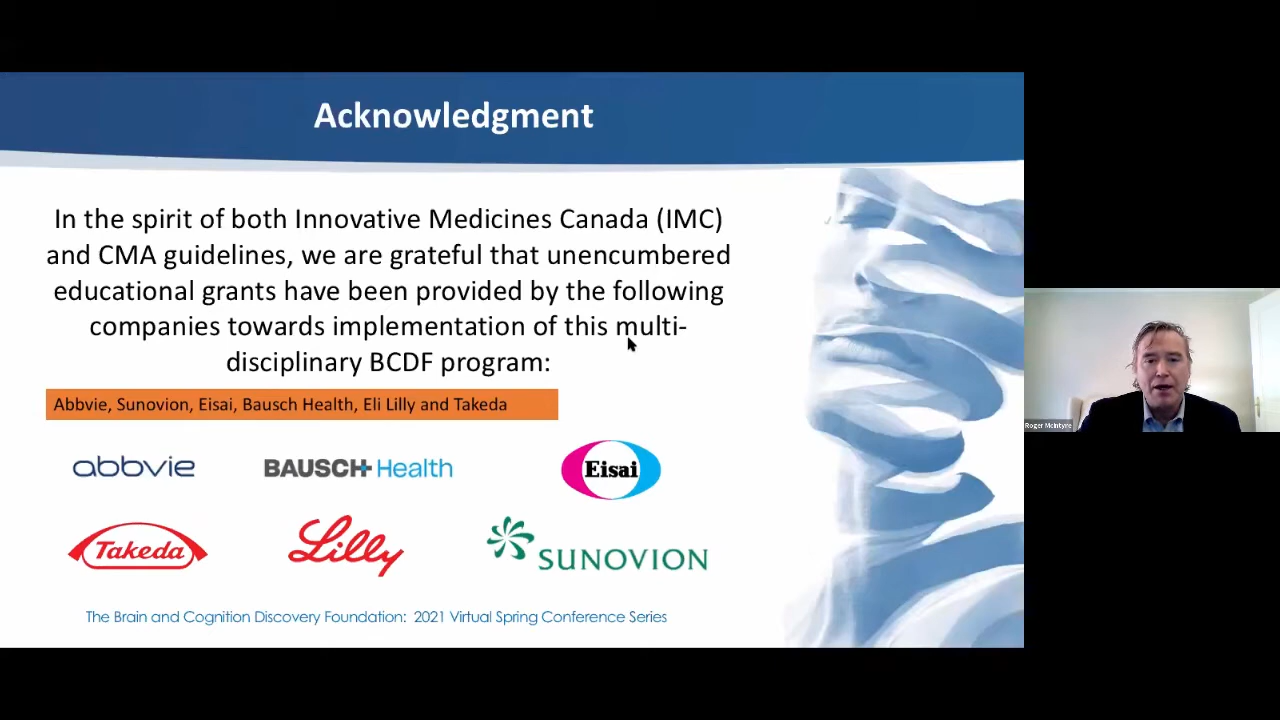 Acknowledgment
In the spirit of both Innovative Medicines Canada (IMC)
and CMA guidelines, we are grateful that unencumbered
educational grants have been provided by the following
companies towards implementation of this multi-
disciplinary BCDF program:
Abbvie, Sunovion, Eisai, Bausch Health, Eli Lilly and Takeda
abbvie
BAUSCH+Health
Eisai
Takeda
Lilly
SUNOVION
The Brain and Cognition Discovery Foundation: 2021 Virtual Spring Conference Series
Roger McIntyre